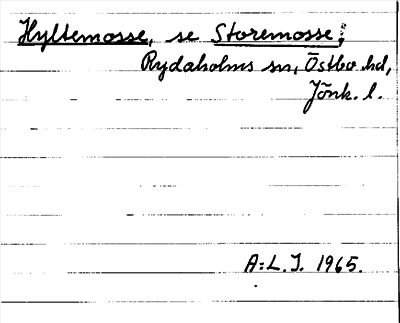 Hyltemosse, se Storemosse;
Rydaholms sn, Östbo hd,
Jönk. l.
A:L. J. 1965.